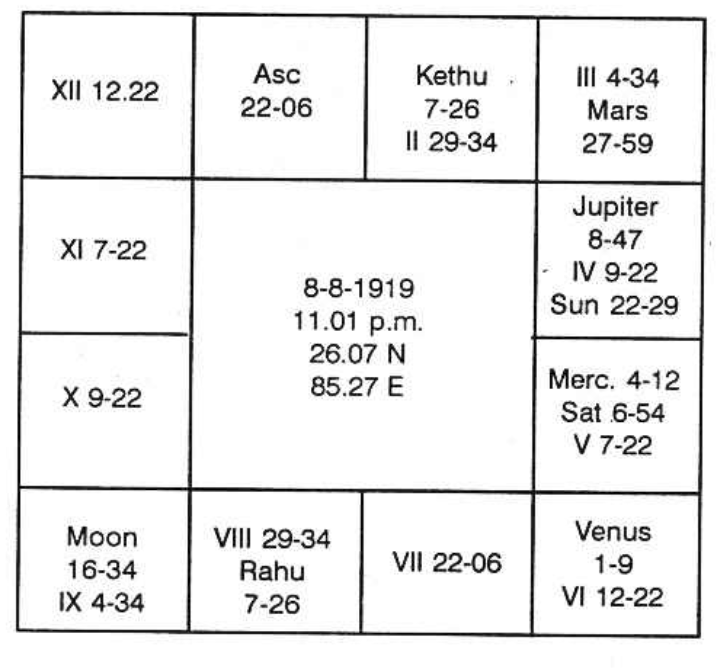 XII 12.22
Asc
22-06
Kethu
7-26
II 29-34
III 4-34
Mars
27-59
XI 7-22
8-8-1919
11.01 p.m.
26.07 N
85.27 E
Jupiter
8-47
IV 9-22
Sun 22-29
X 9-22
Merc. 4-12
Sat 6-54
V 7-22
Moon
16-34
IX 4-34
VIII 29-34
Rahu
7-26
VII 22-06
Venus
1-9
VI 12-22